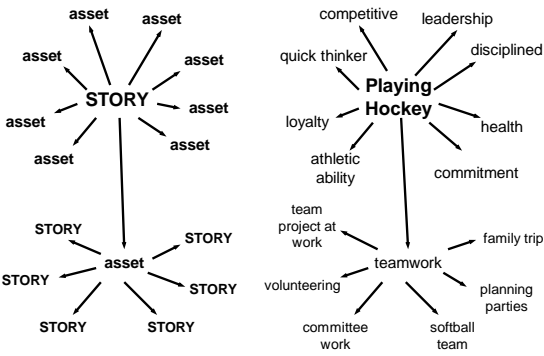 asset
asset
asset
asset
STORY
asset
asset
asset
asset
STORY
STORY
asset
STORY
STORY
STORY
STORY
competitive
leadership
quick thinker
disciplined
Playing
Hockey
loyalty
health
athletic
ability
commitment
team
project at
work
family trip
teamwork
volunteering
planning
parties
committee
work
softball
team